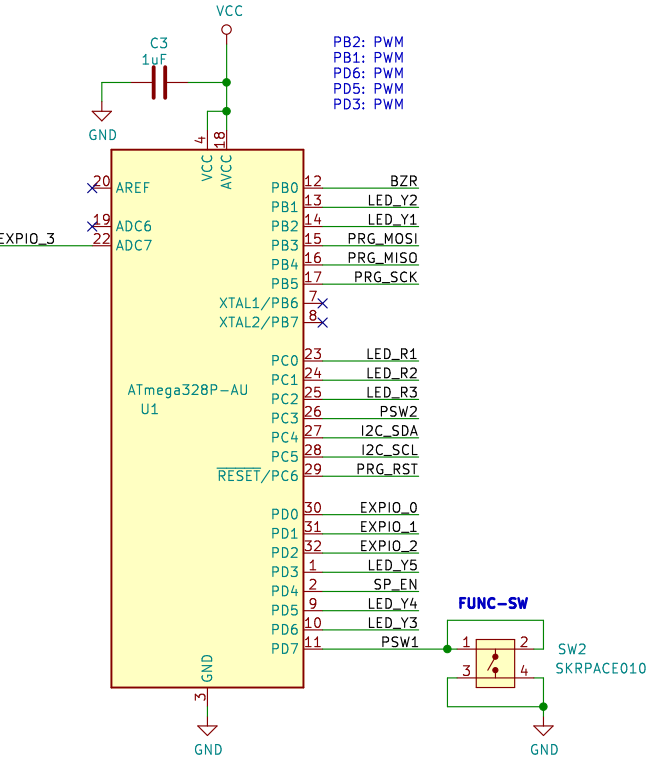 VCC
C3
1uF
GND
PB2: PWM
PB1: PWM
PD6: PWM
PD5: PWM
PD3: PWM
4
18
VCC
AVCC
20 AREF
19 ADC6
EXPIO_3 22 ADC7
PB0 12 BZR
PB1 13 LED_Y2
PB2 14 LED_Y1
PB3 15 PRG_MOSI
PB4 16 PRG_MISO
PB5 17 PRG_SCK
XTAL1/PB6 7
XTAL2/PB7 8
PC0 23 LED_R1
PC1 24 LED_R2
PC2 25 LED_R3
PC3 26 PSW2
PC4 27 I2C_SDA
PC5 28 I2C_SCL
RESET/PC6 29 PRG_RST
ATmega328P-AU
U1
PD0 30 EXPIO_0
PD1 31 EXPIO_1
PD2 32 EXPIO_2
PD3 1 LED_Y5
PD4 2 SP_EN
PD5 9 LED_Y4
PD6 10 LED_Y3
PD7 11 PSW1
GND
3
GND
FUNC-SW
1 2
3 4
SW2
SKRPACE010
GND